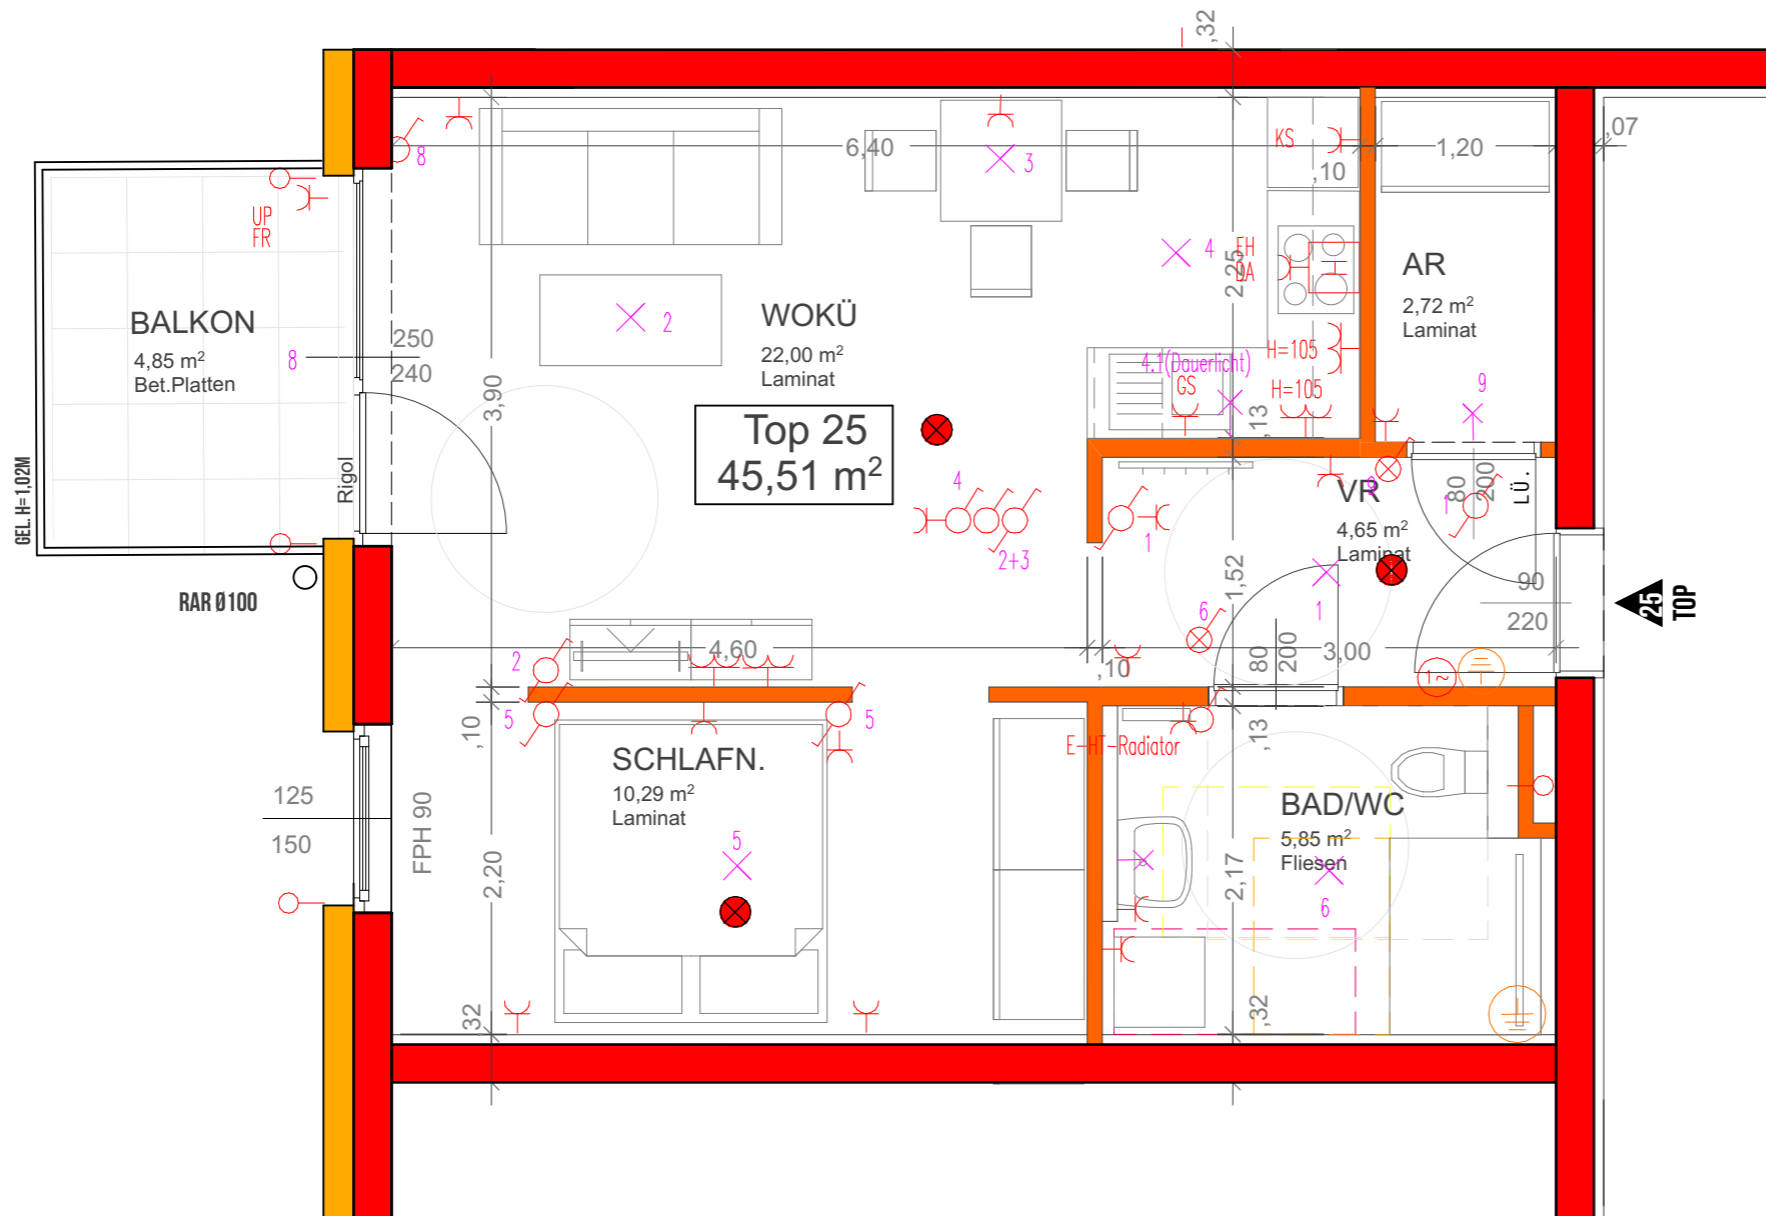 ,32
6,40
KS
,10
1,20
,07
8
3
UP
FR
4
EH
DA
2,25
AR
2,72 m²
Laminat
BALKON
4,85 m²
Bet.Platten
8
250
240
2
WOKÜ
22,00 m²
Laminat
H=105
4.1(Dauerlicht)
GS
H=105
,13
9
3,90
Top 25
45,51 m²
GEL. H=1,02M
Rigol
4
2+3
1
VR
4,65 m²
Laminat
9
1
80
200
LÜ.
1,52
1
90
220
25
TOP
RAR Ø100
6
2
4,60
,10
80
200
3,00
1~
5
5
,10
,13
E-HT-Radiator
SCHLAFN.
10,29 m²
Laminat
125
150
FPH 90
2,20
5
BAD/WC
5,85 m²
Fliesen
2,17
6
32
,32